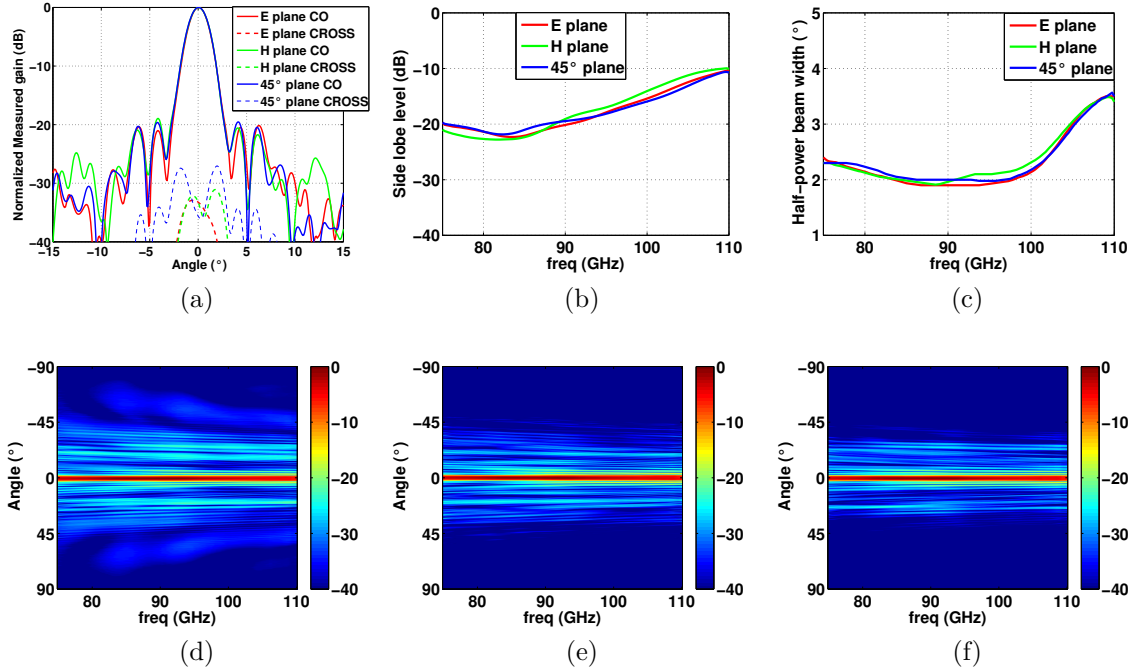 0
−10
−20
−30
−40
−15
−10
−5
0
5
10
15
Normalized Measured gain (dB)
Angle (°)
E plane CO
E plane CROSS
H plane CO
H plane CROSS
45° plane CO
45° plane CROSS
(a)
0
−10
−20
−30
−40
80
90
100
110
Side lobe level (dB)
freq (GHz)
E plane
H plane
45° plane
(b)
5
4
3
2
1
80
90
100
110
Half−power beam width (°)
freq (GHz)
E plane
H plane
45° plane
(c)
−90
−45
0
45
90
Angle (°)
80
90
100
110
freq (GHz)
0
−10
−20
−30
−40
(d)
−90
−45
0
45
90
Angle (°)
80
90
100
110
freq (GHz)
0
−10
−20
−30
−40
(e)
−90
−45
0
45
90
Angle (°)
80
90
100
110
freq (GHz)
0
−10
−20
−30
−40
(f)